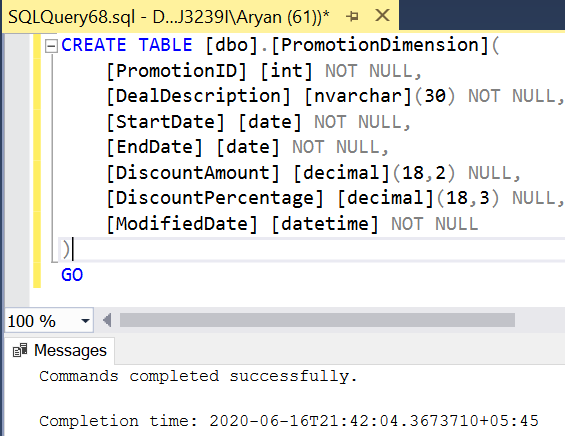 SQLQuery68.sql - D...J3239I\Aryan (61))*
CREATE TABLE [dbo].[PromotionDimension](
[PromotionID] [int] NOT NULL,
[DealDescription] [nvarchar](30) NOT NULL,
[StartDate] [date] NOT NULL,
[EndDate] [date] NOT NULL,
[DiscountAmount] [decimal](18,2) NULL,
[DiscountPercentage] [decimal](18,3) NULL,
[ModifiedDate] [datetime] NOT NULL
)
GO
100 %
Messages
Commands completed successfully.
Completion time: 2020-06-16T21:42:04.3673710+05:45